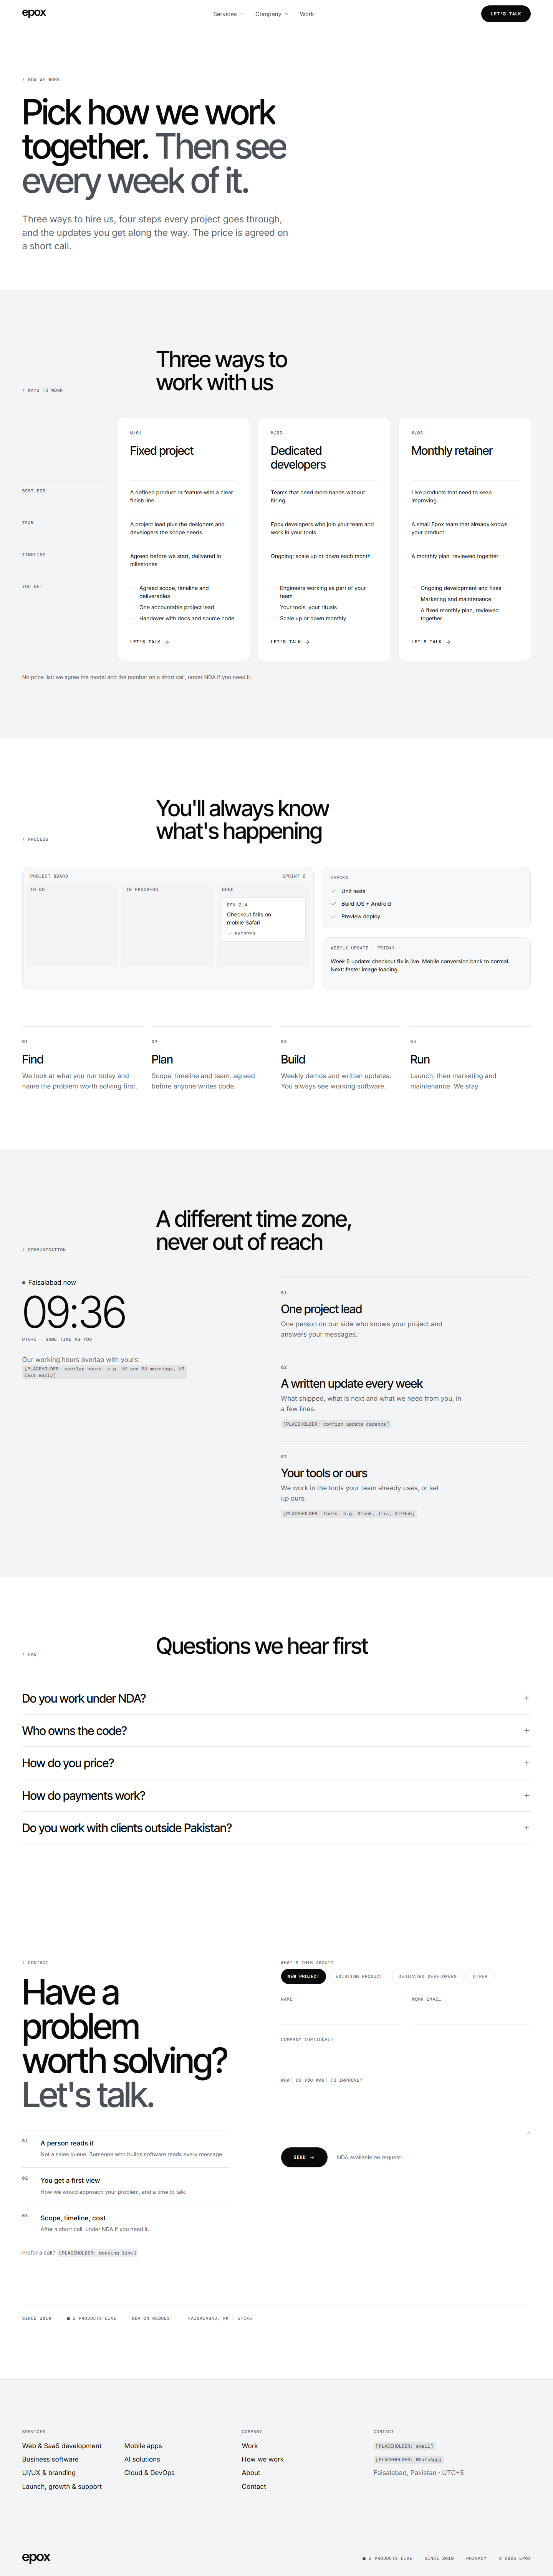 epox
Services
Company
Work
LET'S TALK
/ HOW WE WORK
Pick how we work
together. Then see
every week of it.
Three ways to hire us, four steps every project goes through,
and the updates you get along the way. The price is agreed on
a short call.
/ WAYS TO WORK
Three ways to
work with us
BEST FOR
TEAM
TIMELINE
YOU GET
M/01
Fixed project
A defined product or feature with a clear
finish line.
A project lead plus the designers and
developers the scope needs
Agreed before we start, delivered in
milestones
— Agreed scope, timeline and
deliverables
— One accountable project lead
— Handover with docs and source code
LET'S TALK →
M/02
Dedicated
developers
Teams that need more hands without
hiring.
Epox developers who join your team and
work in your tools
Ongoing; scale up or down each month
— Engineers working as part of your
team
— Your tools, your rituals
— Scale up or down monthly
LET'S TALK →
M/03
Monthly retainer
Live products that need to keep
improving.
A small Epox team that already knows
your product
A monthly plan, reviewed together
— Ongoing development and fixes
— Marketing and maintenance
— A fixed monthly plan, reviewed
together
LET'S TALK →
No price list: we agree the model and the number on a short call, under NDA if you need it.
/ PROCESS
You'll always know
what's happening
PROJECT BOARD
SPRINT 6
TO DO
IN PROGRESS
DONE
EPX-214
Checkout fails on
mobile Safari
✓ SHIPPED
CHECKS
✓ Unit tests
✓ Build iOS + Android
✓ Preview deploy
WEEKLY UPDATE · FRIDAY
Week 6 update: checkout fix is live. Mobile conversion back to normal.
Next: faster image loading.
01
Find
We look at what you run today and
name the problem worth solving first.
02
Plan
Scope, timeline and team, agreed
before anyone writes code.
03
Build
Weekly demos and written updates.
You always see working software.
04
Run
Launch, then marketing and
maintenance. We stay.
/ COMMUNICATION
A different time zone,
never out of reach
Faisalabad now
09:36
UTC+5 · SAME TIME AS YOU
Our working hours overlap with yours:
[PLACEHOLDER: overlap hours, e.g. UK and EU mornings, US
East early]
01
One project lead
One person on our side who knows your project and
answers your messages.
02
A written update every week
What shipped, what is next and what we need from you, in
a few lines.
[PLACEHOLDER: confirm update cadence]
03
Your tools or ours
We work in the tools your team already uses, or set
up ours.
[PLACEHOLDER: tools, e.g. Slack, Jira, GitHub]
/ FAQ
Questions we hear first
Do you work under NDA? +
Who owns the code? +
How do you price? +
How do payments work? +
Do you work with clients outside Pakistan? +
/ CONTACT
Have a
problem
worth solving?
Let's talk.
01
A person reads it
Not a sales queue. Someone who builds software reads every message.
02
You get a first view
How we would approach your problem, and a time to talk.
03
Scope, timeline, cost
After a short call, under NDA if you need it.
Prefer a call? [PLACEHOLDER: booking link]
WHAT'S THIS ABOUT?
NEW PROJECT
EXISTING PRODUCT
DEDICATED DEVELOPERS
OTHER
NAME
WORK EMAIL
COMPANY (OPTIONAL)
WHAT DO YOU WANT TO IMPROVE?
SEND →
NDA available on request.
SINCE 2019
2 PRODUCTS LIVE
NDA ON REQUEST
FAISALABAD, PK · UTC+5
SERVICES
Web & SaaS development
Business software
UI/UX & branding
Launch, growth & support
Mobile apps
AI solutions
Cloud & DevOps
COMPANY
Work
How we work
About
Contact
CONTACT
[PLACEHOLDER: email]
[PLACEHOLDER: WhatsApp]
Faisalabad, Pakistan · UTC+5
epox
2 PRODUCTS LIVE
SINCE 2019
PRIVACY
© 2026 EPOX